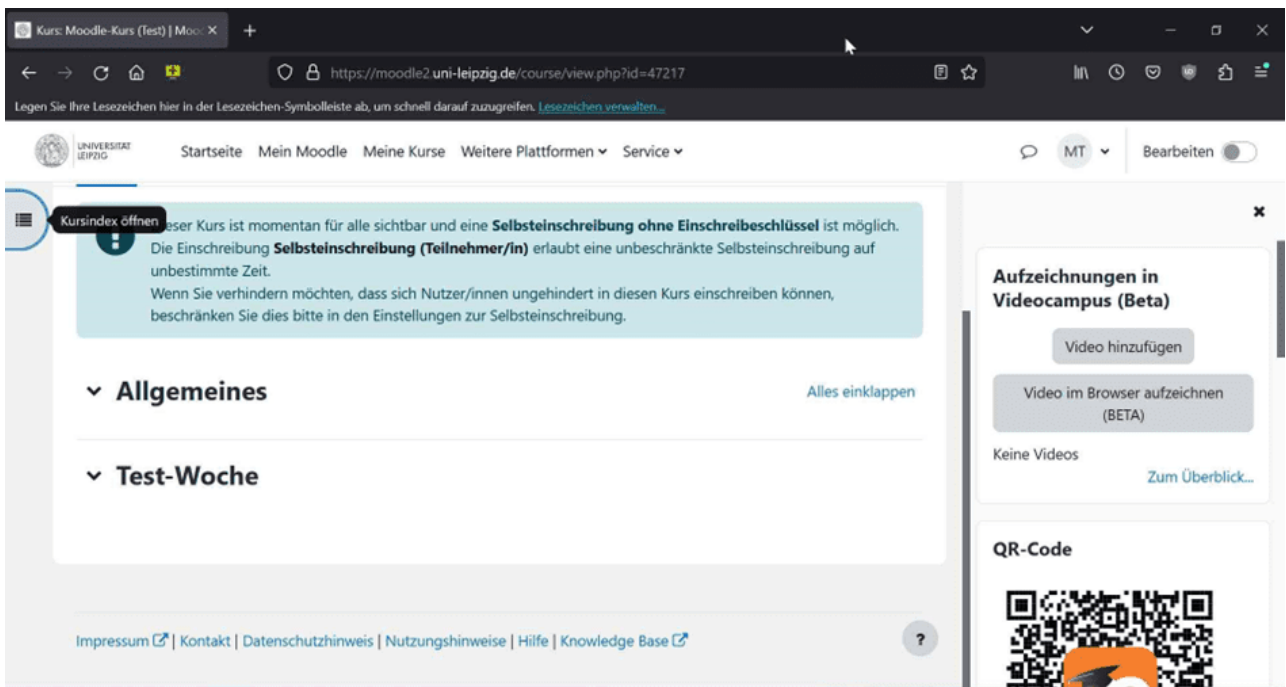 Kurs: Moodle-Kurs (Test) | Moo
https://moodle2.uni-leipzig.de/course/view.php?id=47217
Legen Sie Ihre Lesezeichen hier in der Lesezeichen-Symbolleiste ab, um schnell darauf zuzugreifen. Lesezeichen verwalten...
UNIVERSITÄT
LEIPZIG
Startseite Mein Moodle Meine Kurse Weitere Plattformen Service
MT
Bearbeiten
Kursindex öffnen
ieser Kurs ist momentan für alle sichtbar und eine Selbsteinschreibung ohne Einschreibeschlüssel ist möglich.
Die Einschreibung Selbsteinschreibung (Teilnehmer/in) erlaubt eine unbeschränkte Selbsteinschreibung auf
unbestimmte Zeit.
Wenn Sie verhindern möchten, dass sich Nutzer/innen ungehindert in diesen Kurs einschreiben können,
beschränken Sie dies bitte in den Einstellungen zur Selbsteinschreibung.
Allgemeines
Alles einklappen
Test-Woche
Impressum | Kontakt | Datenschutzhinweis | Nutzungshinweise | Hilfe | Knowledge Base
?
Aufzeichnungen in
Videocampus (Beta)
Video hinzufügen
Video im Browser aufzeichnen
(BETA)
Keine Videos
Zum Überblick...
QR-Code